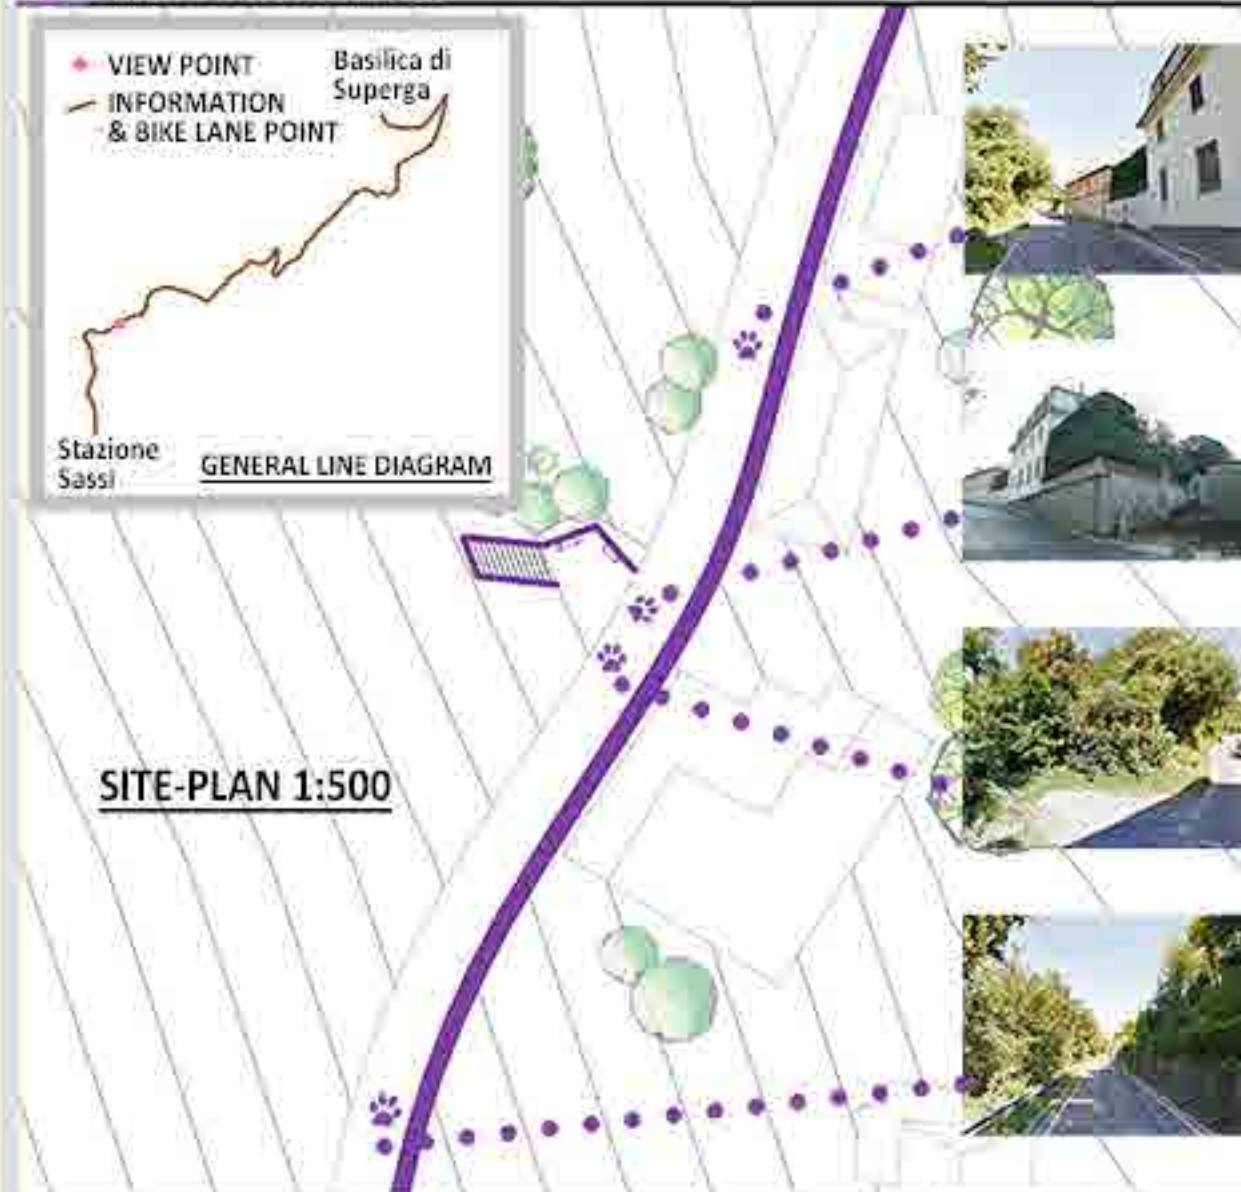 VIEW POINT
INFORMATION
& BIKE LANE POINT
Basilica di
Superga
Stazione
Sassi
GENERAL LINE DIAGRAM
SITE-PLAN 1:500